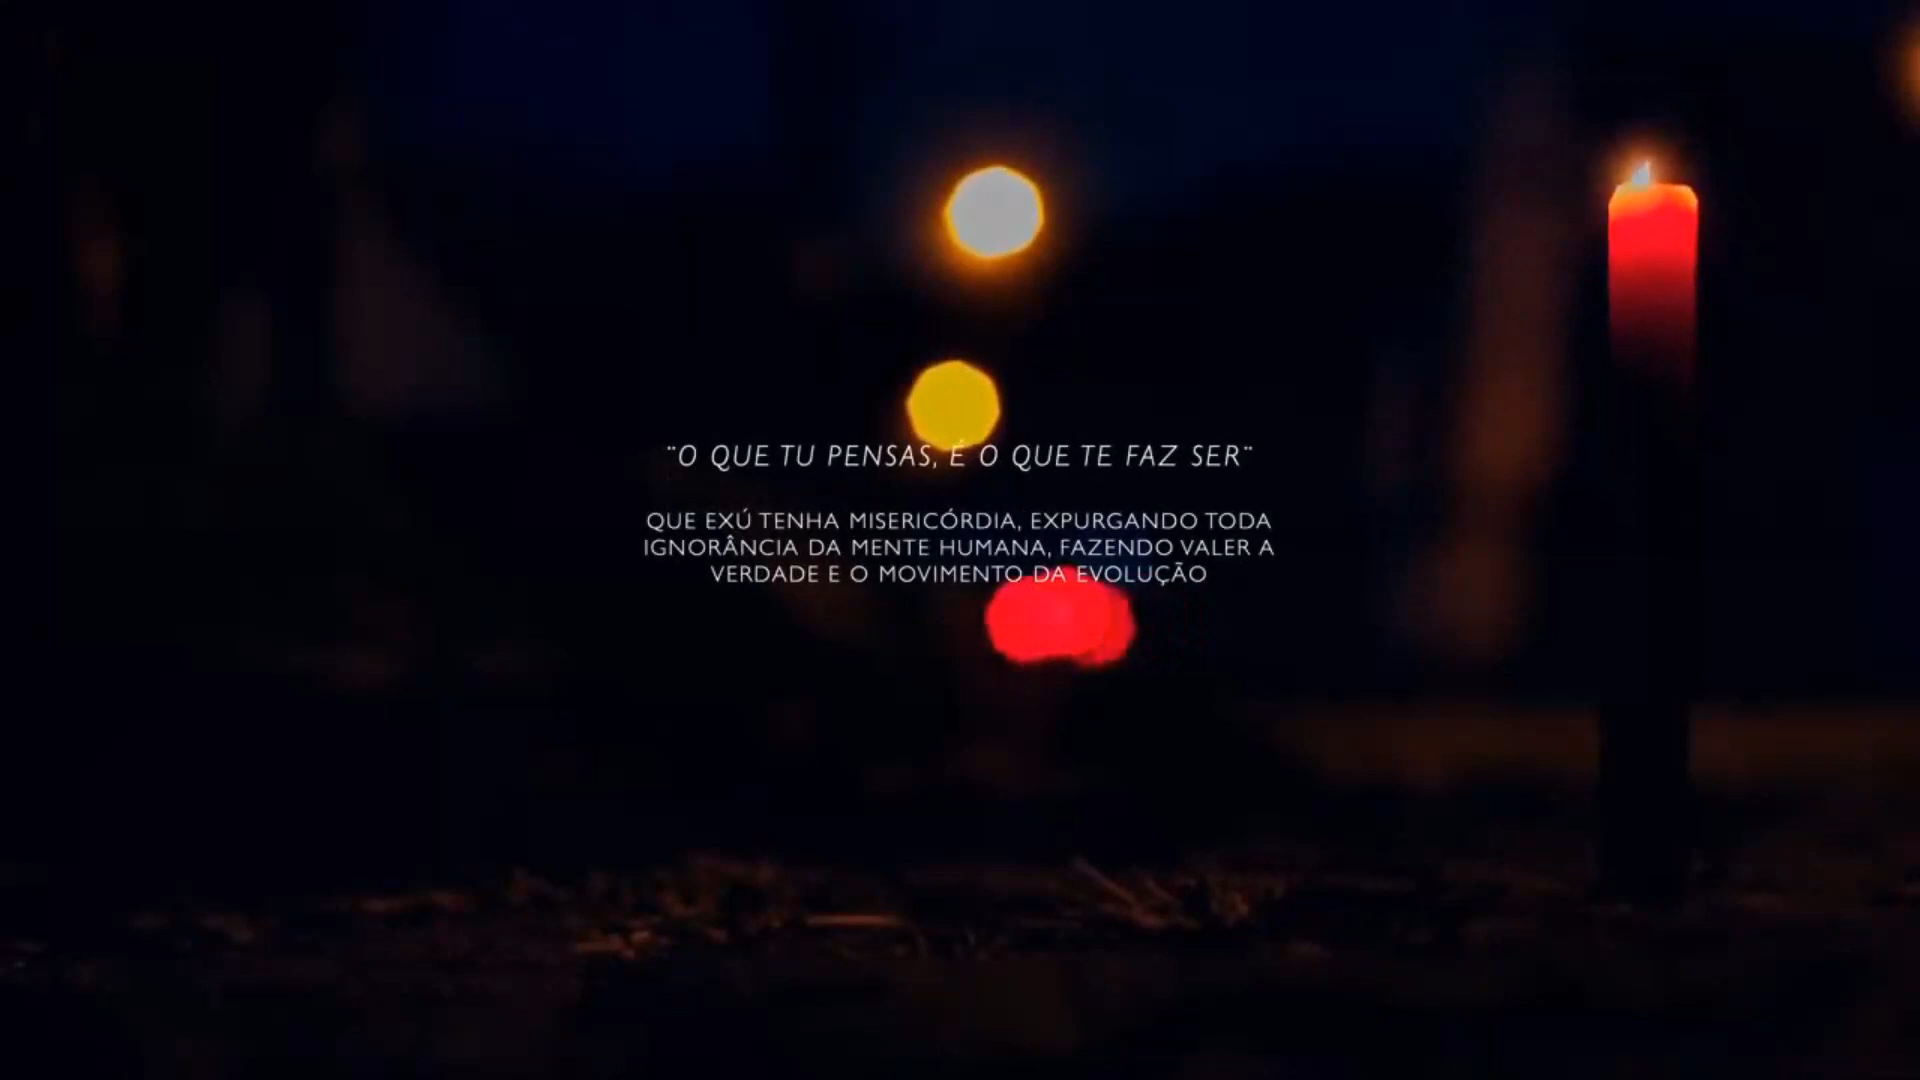 ¨O QUE TU PENSAS, É O QUE TE FAZ SER¨
QUE EXÚ TENHA MISERICÓRDIA, EXPURGANDO TODA
IGNORÂNCIA DA MENTE HUMANA, FAZENDO VALER A
VERDADE E O MOVIMENTO DA EVOLUÇÃO